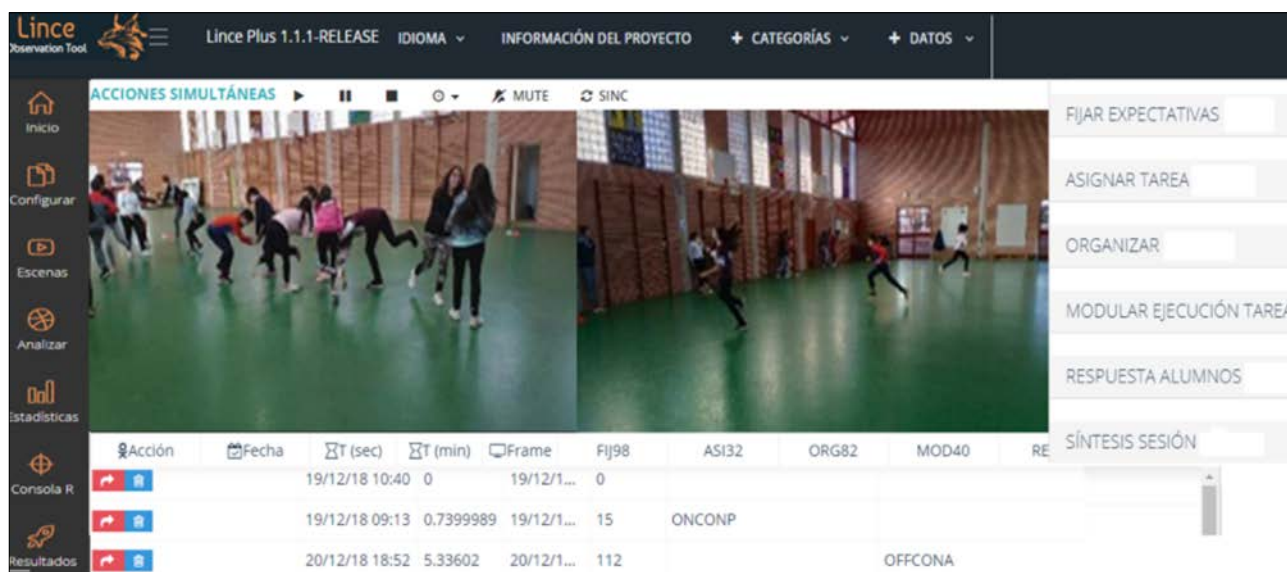 Lince
Observation Tool
Lince Plus 1.1.1-RELEASE IDIOMA INFORMACIÓN DEL PROYECTO + CATEGORÍAS + DATOS
ACCIONES SIMULTÁNEAS MUTE SINC
Inicio
Configurar
Escenas
Analizar
Estadísticas
Consola R
Resultados
FIJAR EXPECTATIVAS
ASIGNAR TAREA
ORGANIZAR
MODULAR EJECUCIÓN TAREA
RESPUESTA ALUMNOS
SÍNTESIS SESIÓN
Acción Fecha T (sec) T (min) Frame FIJ98 ASI32 ORG82 MOD40 RE
19/12/18 10:40 0 19/12/1... 0
19/12/18 09:13 0.7399989 19/12/1... 15 ONCONP
20/12/18 18:52 5.33602 20/12/1... 112 OFFCONA